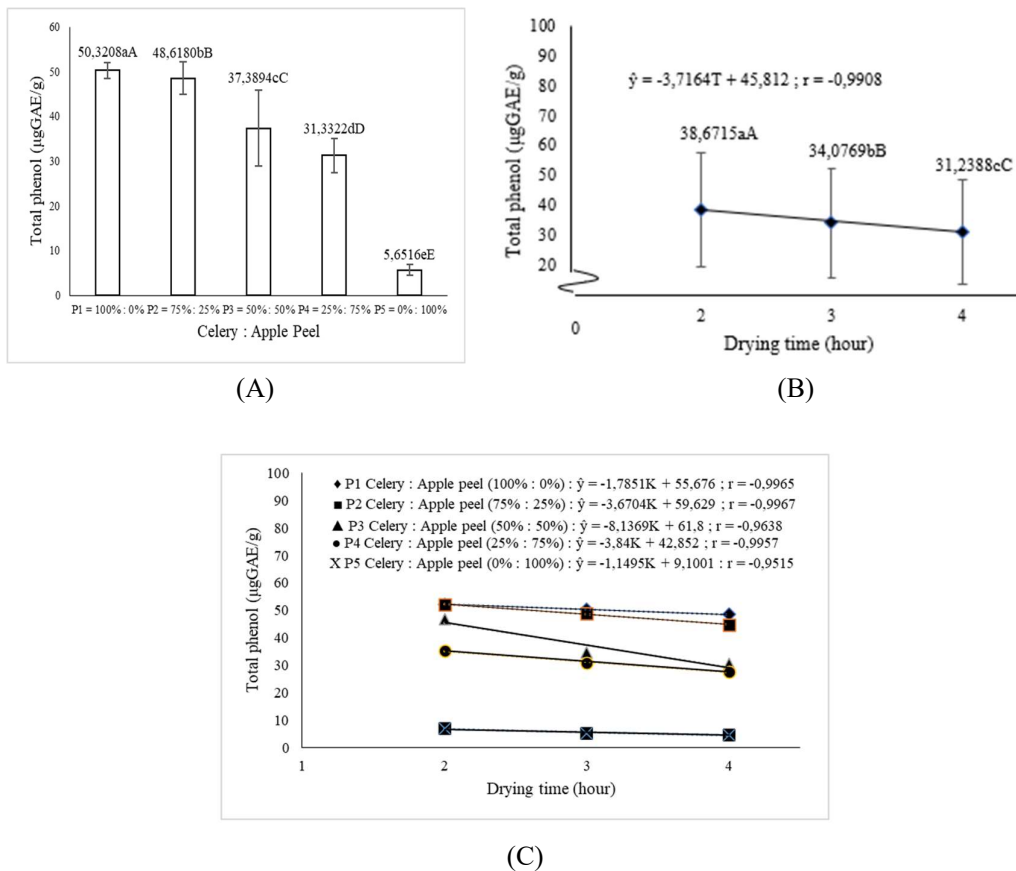 60
50
40
30
20
10
0
Total phenol (µgGAE/g)
50,3208aA
48,6180bB
37,3894cC
31,3322dD
5,6516eE
P1 = 100% : 0%
P2 = 75% : 25%
P3 = 50% : 50%
P4 = 25% : 75%
P5 = 0% : 100%
Celery : Apple Peel
(A)
B)
100
90
80
70
60
50
40
30
20
Total phenol (µgGAE/g)
ŷ = -3,7164T + 45,812 ; r = -0,9908
38,6715aA
34,0769bB
31,2388cC
0
2
3
4
Drying time (hour)
(B)
100
90
80
70
60
50
40
30
20
10
0
Total phenol (µgGAE/g)
P1 Celery : Apple peel (100% : 0%) : ŷ = -1,7851K + 55,676 ; r = -0,9965
P2 Celery : Apple peel (75% : 25%) : ŷ = -3,6704K + 59,629 ; r = -0,9967
P3 Celery : Apple peel (50% : 50%) : ŷ = -8,1369K + 61,8 ; r = -0,9638
P4 Celery : Apple peel (25% : 75%) : ŷ = -3,84K + 42,852 ; r = -0,9957
X P5 Celery : Apple peel (0% : 100%) : ŷ = -1,1495K + 9,1001 : r = -0,9515
1
2
3
4
Drying time (hour)
(C)